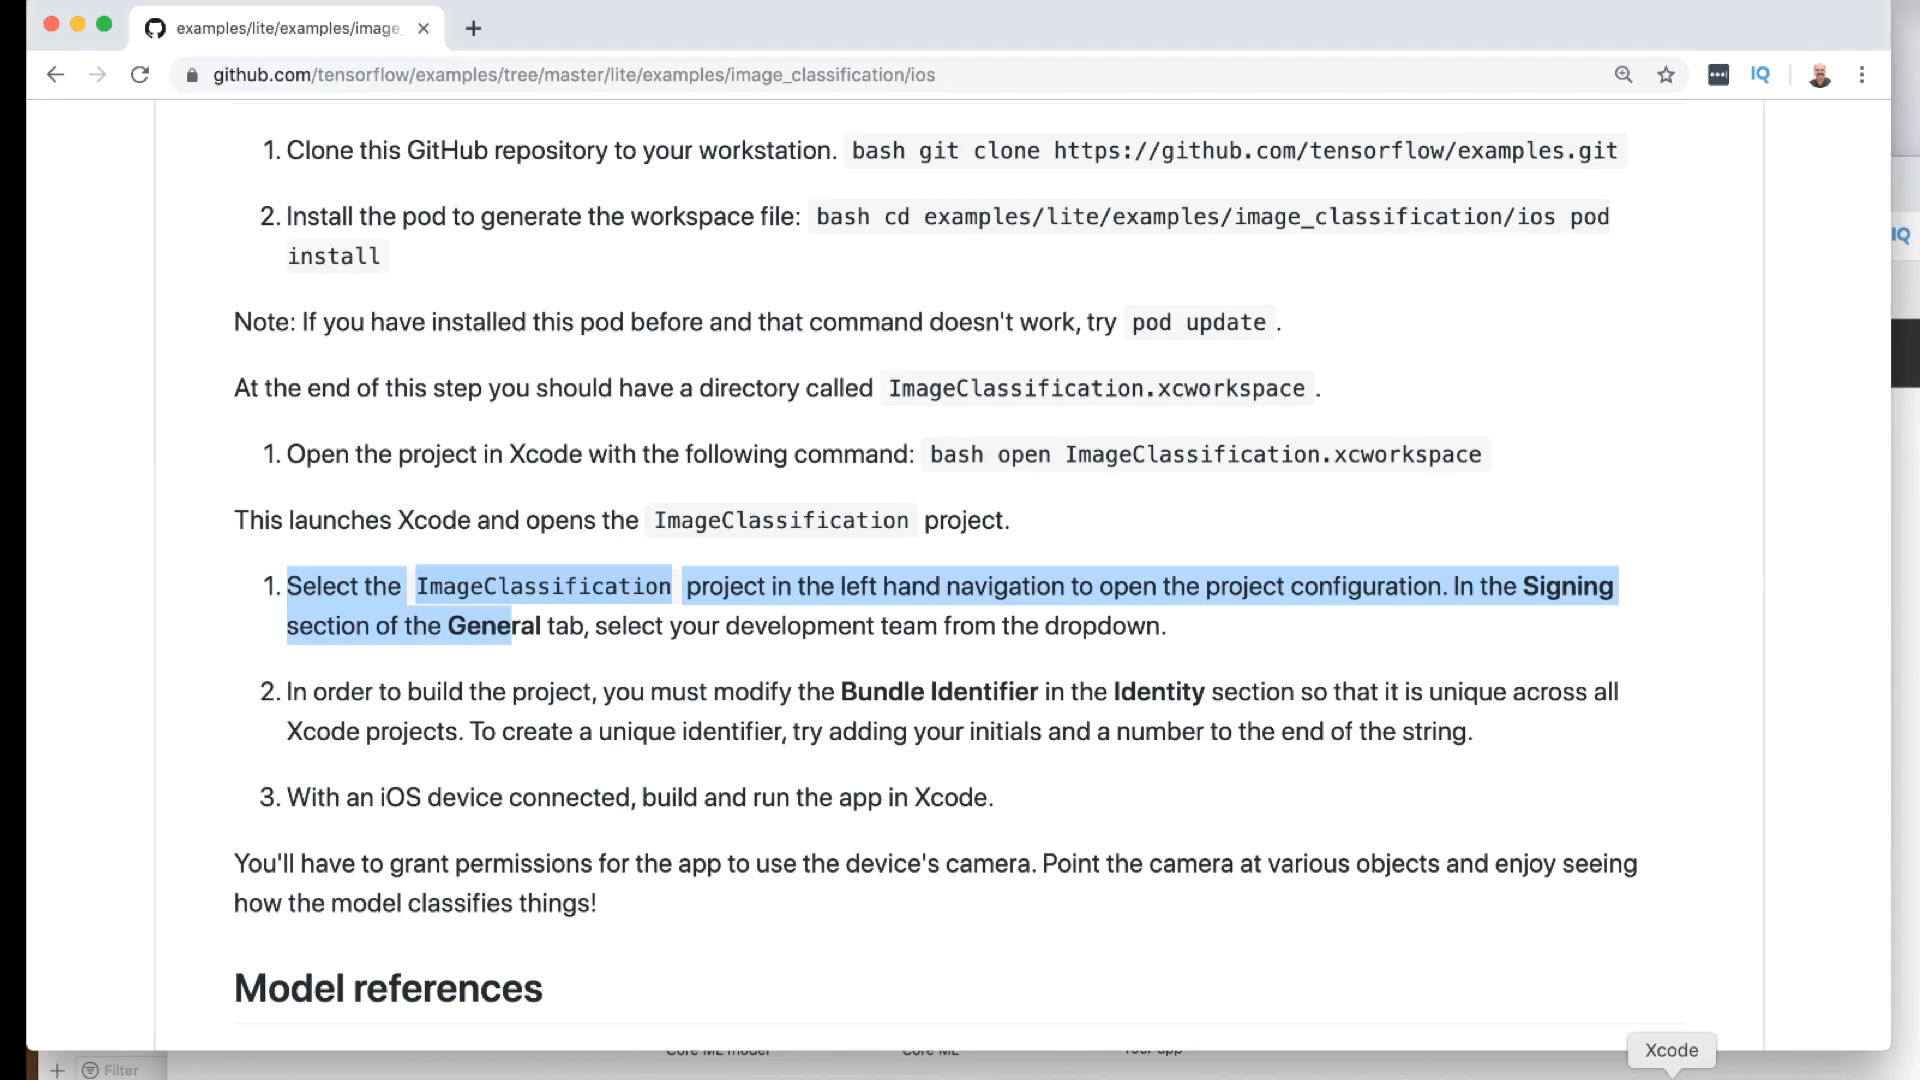 examples/lite/examples/image_
github.com/tensorflow/examples/tree/master/lite/examples/image_classification/ios
IQ
1. Clone this GitHub repository to your workstation. bash git clone https://github.com/tensorflow/examples.git
2. Install the pod to generate the workspace file: bash cd examples/lite/examples/image_classification/ios pod
install
IQ
Note: If you have installed this pod before and that command doesn't work, try pod update .
At the end of this step you should have a directory called ImageClassification.xcworkspace .
1. Open the project in Xcode with the following command: bash open ImageClassification.xcworkspace
This launches Xcode and opens the ImageClassification project.
1. Select the ImageClassification project in the left hand navigation to open the project configuration. In the Signing
section of the General tab, select your development team from the dropdown.
2. In order to build the project, you must modify the Bundle Identifier in the Identity section so that it is unique across all
Xcode projects. To create a unique identifier, try adding your initials and a number to the end of the string.
3. With an iOS device connected, build and run the app in Xcode.
You'll have to grant permissions for the app to use the device's camera. Point the camera at various objects and enjoy seeing
how the model classifies things!
Model references
Core ML model Core ML Your app
Xcode
Filter